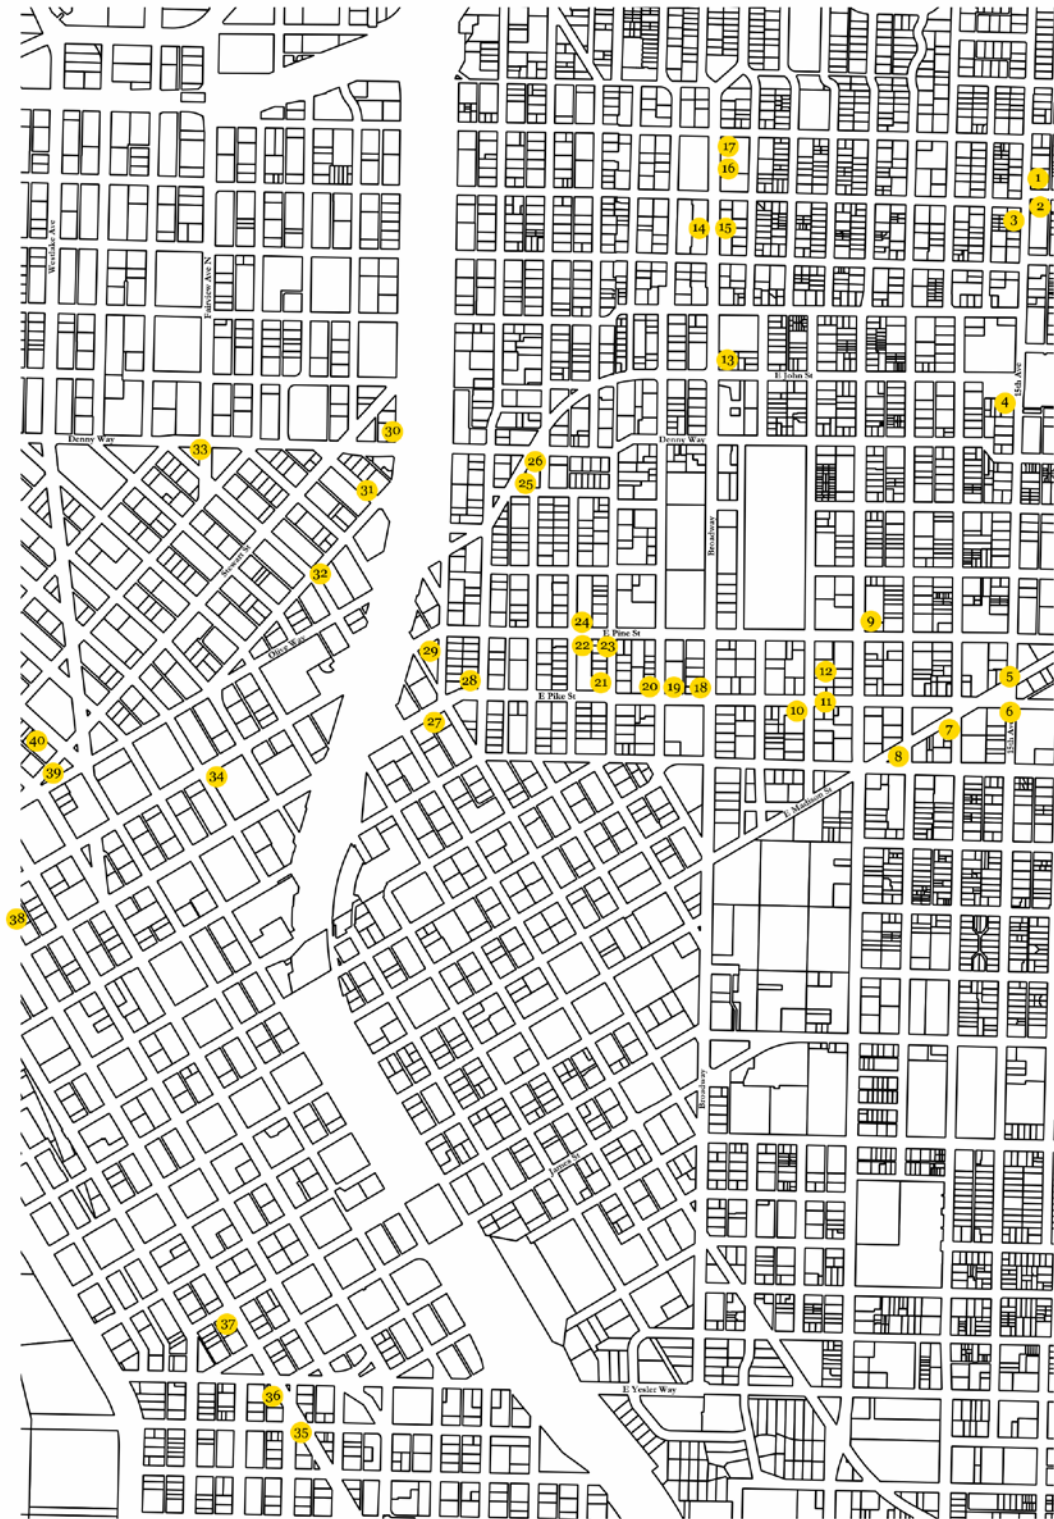 17
16
1
2
3
14
15
Westlake Ave
Fairview Ave N
13
E John St
15th Ave
4
30
Denny Way
Denny Way
33
26
25
31
Broadway
Stewart St
32
9
24
E Pine St
22
23
Olive Way
29
12
5
28
21
20
19
18
E Pike St
11
10
6
27
7
15th Ave
40
8
39
34
E Madison St
38
Broadway
James St
37
E Yesler Way
36
35